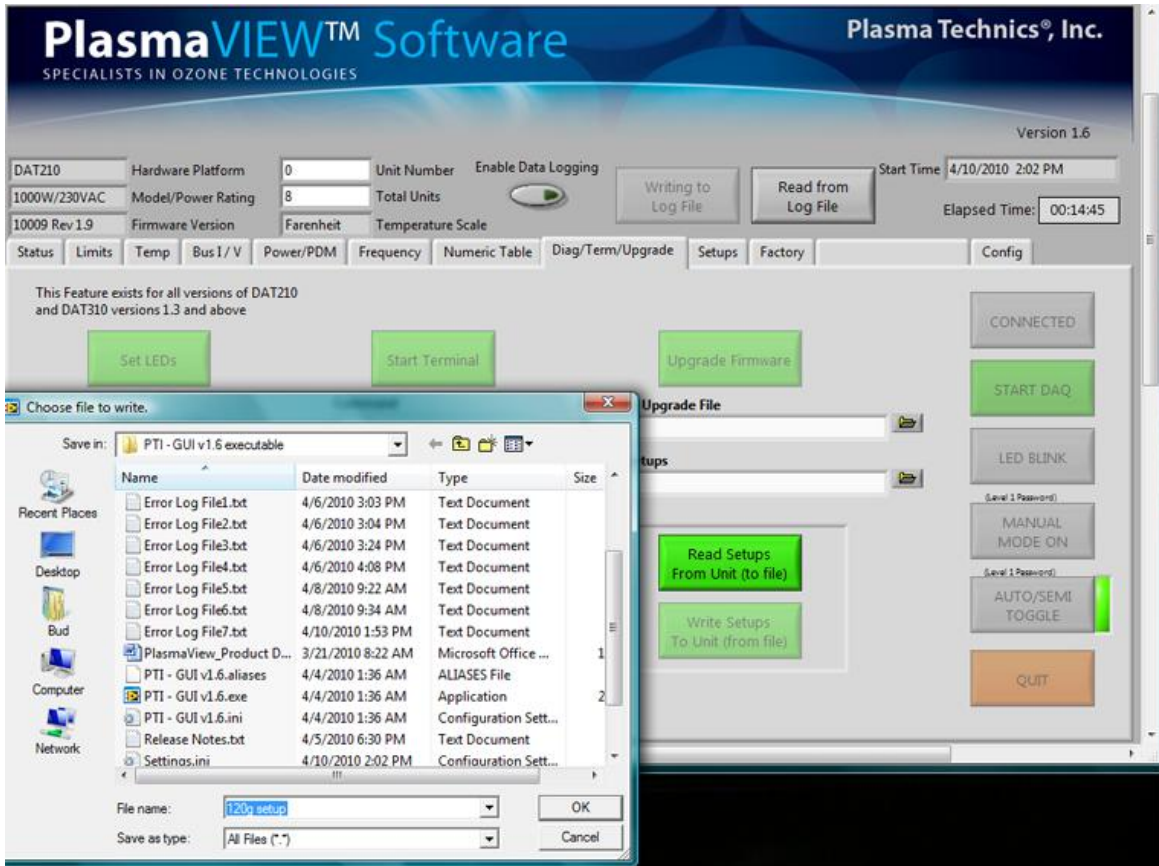 PlasmaVIEW™ Software
Plasma Technics®, Inc.
SPECIALISTS IN OZONE TECHNOLOGIES
Version 1.6
DAT210 Hardware Platform 0 Unit Number Enable Data Logging
Writing to Log File
Read from Log File
Start Time 4/10/2010 2:02 PM
1000W/230VAC Model/Power Rating 8 Total Units
Elapsed Time: 00:14:45
10009 Rev 1.9 Firmware Version Farenheit Temperature Scale
Status Limits Temp Bus I / V Power/PDM Frequency Numeric Table Diag/Term/Upgrade Setups Factory Config
This Feature exists for all versions of DAT210
and DAT310 versions 1.3 and above
CONNECTED
Set LEDs Start Terminal Upgrade Firmware
START DAQ
Choose file to write.
Upgrade File
Save in: PTI - GUI v1.6 executable
tups
LED BLINK
Name Date modified Type Size
Recent Places
Desktop
Bud
Computer
Network
Error Log File1.txt 4/6/2010 3:03 PM Text Document
Error Log File2.txt 4/6/2010 3:04 PM Text Document
Error Log File3.txt 4/6/2010 3:24 PM Text Document
Error Log File4.txt 4/6/2010 4:08 PM Text Document
Error Log File5.txt 4/8/2010 9:22 AM Text Document
Error Log File6.txt 4/8/2010 9:34 AM Text Document
Error Log File7.txt 4/10/2010 1:53 PM Text Document
PlasmaView_Product D... 3/21/2010 8:22 AM Microsoft Office ... 1
PTI - GUI v1.6.aliases 4/4/2010 1:36 AM ALIASES File
PTI - GUI v1.6.exe 4/4/2010 1:36 AM Application 2
PTI - GUI v1.6.ini 4/4/2010 1:36 AM Configuration Sett...
Release Notes.txt 4/5/2010 6:30 PM Text Document
Settings.ini 4/10/2010 2:02 PM Configuration Sett...
File name: 120g setup OK
Save as type: All Files (*.*) Cancel
Read Setups
From Unit (to file)
Write Setups
To Unit (from file)
(Level 1 Password)
MANUAL
MODE ON
(Level 1 Password)
AUTO/SEMI
TOGGLE
QUIT